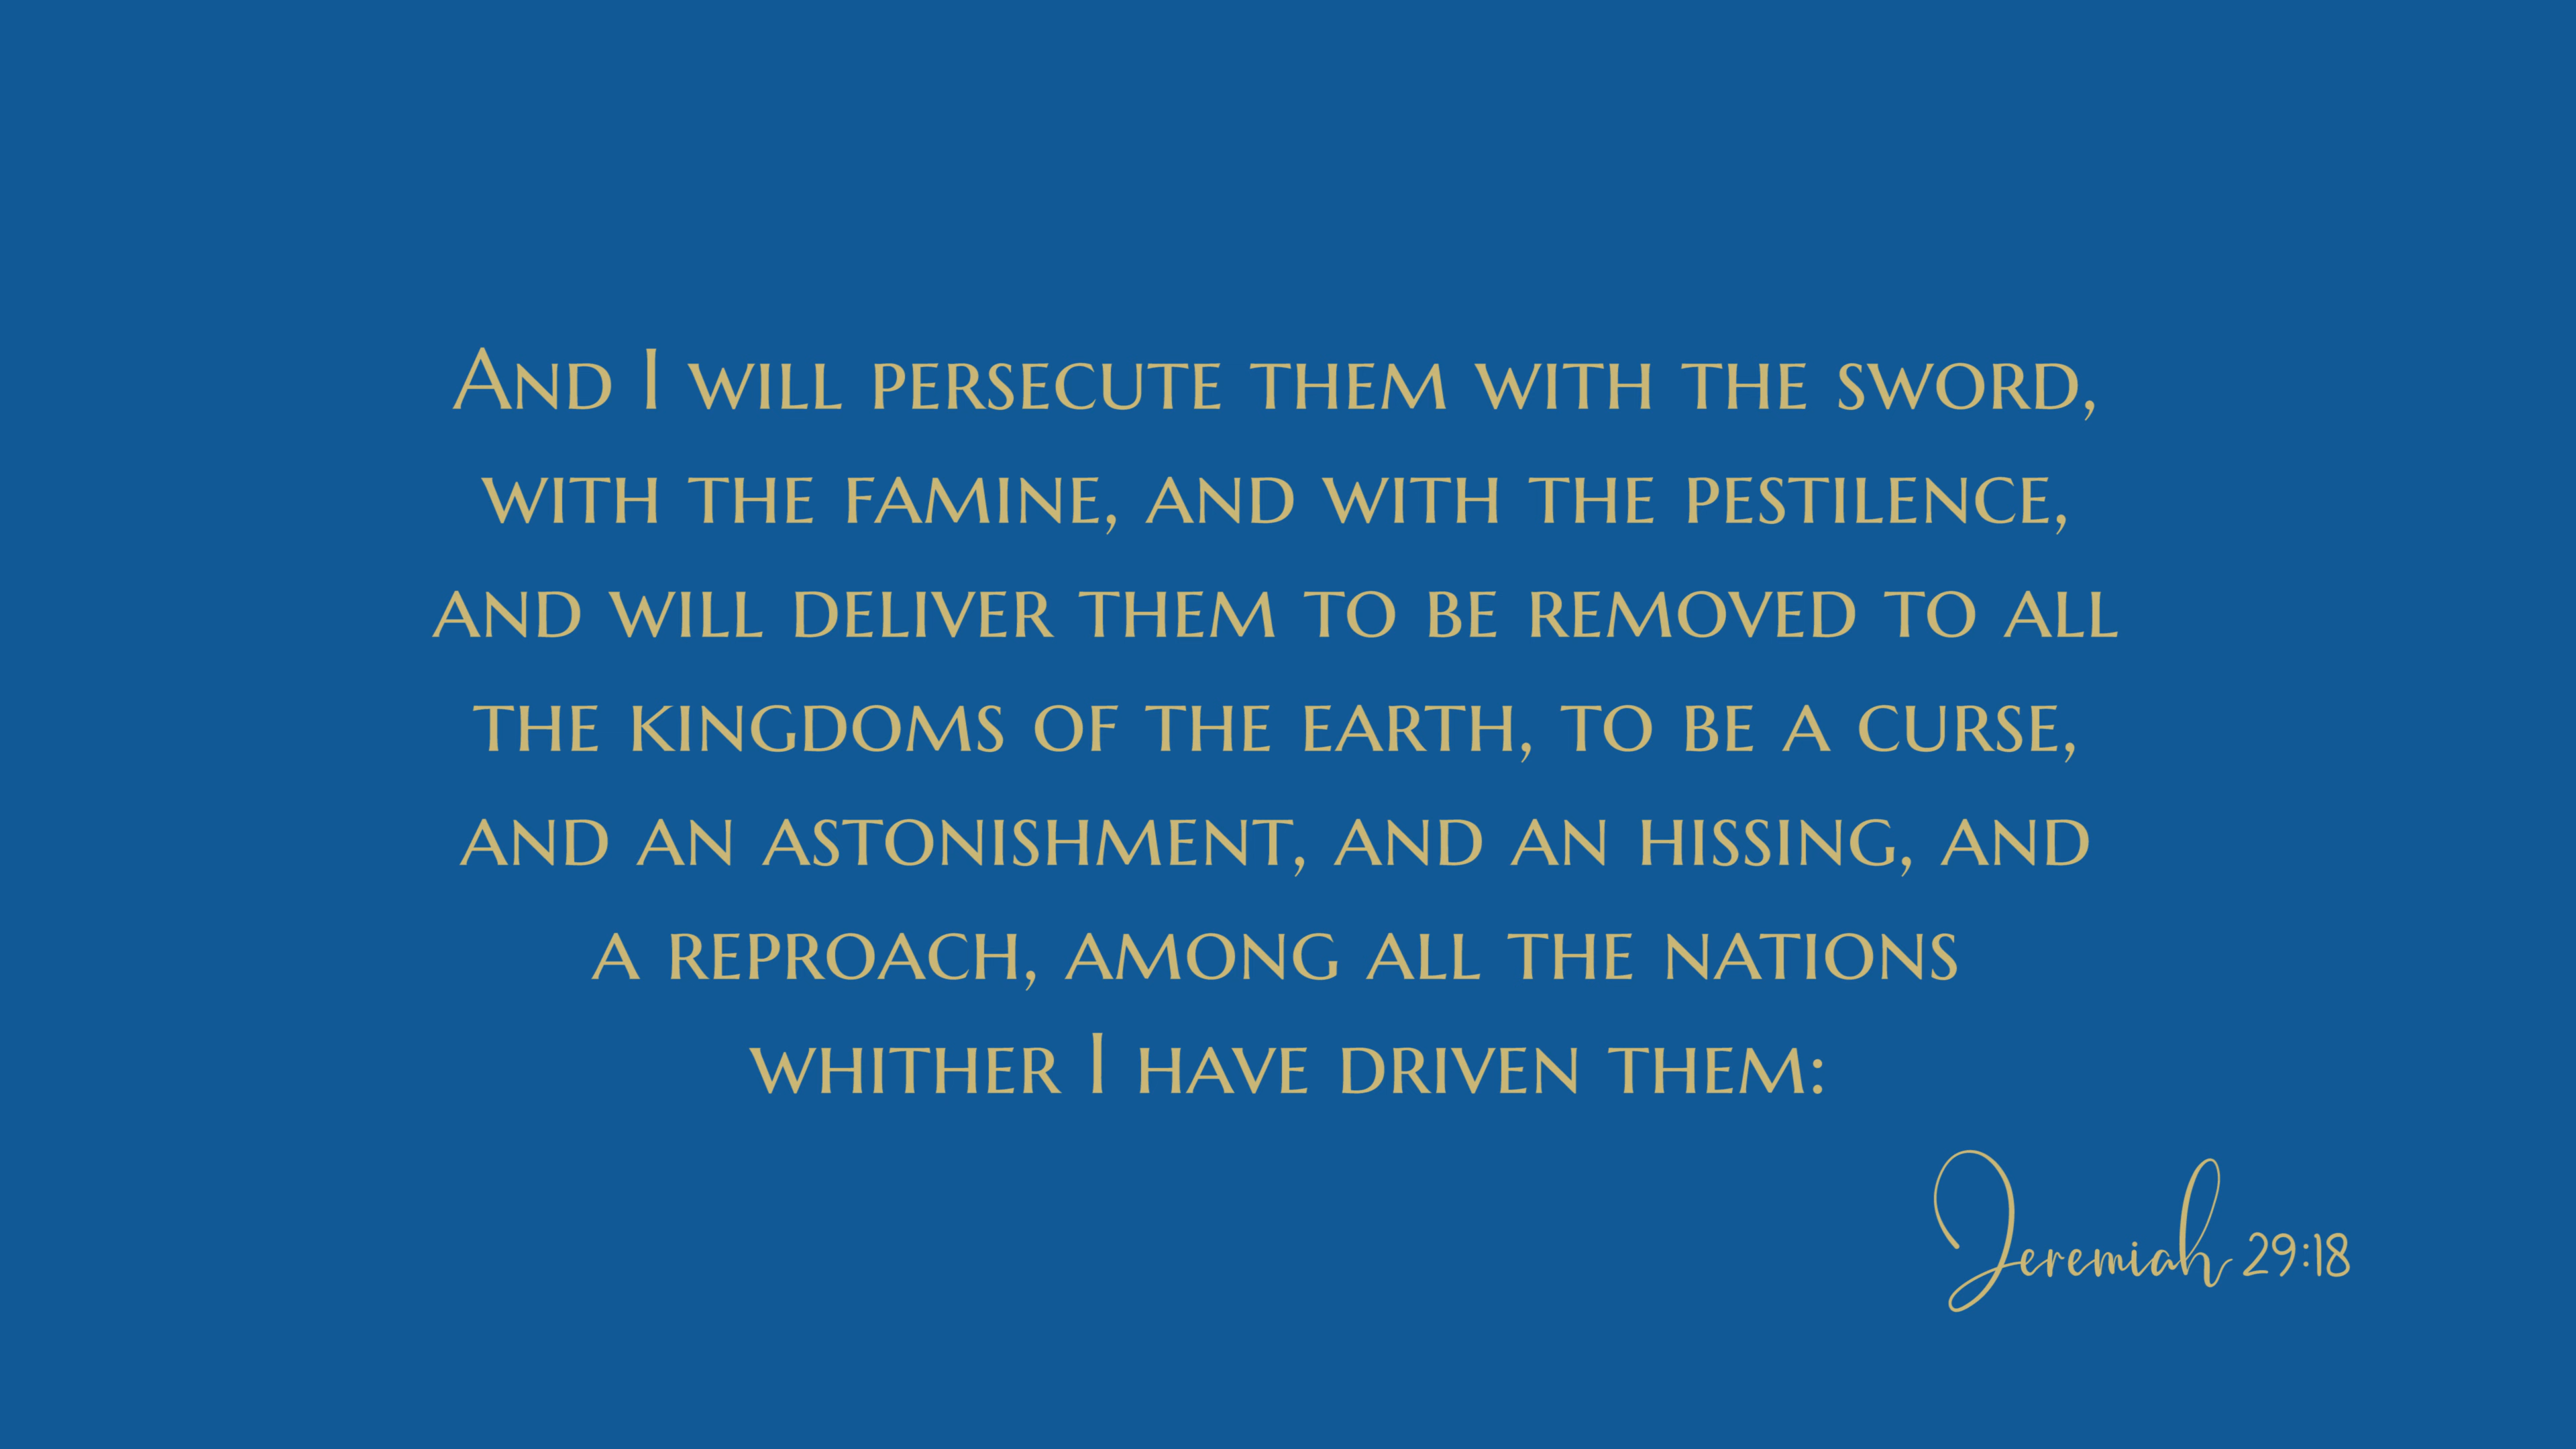 And I will persecute them with the sword,
with the famine, and with the pestilence,
and will deliver them to be removed to all
the kingdoms of the earth, to be a curse,
and an astonishment, and an hissing, and
a reproach, among all the nations
whither I have driven them:
Jeremiah 29:18